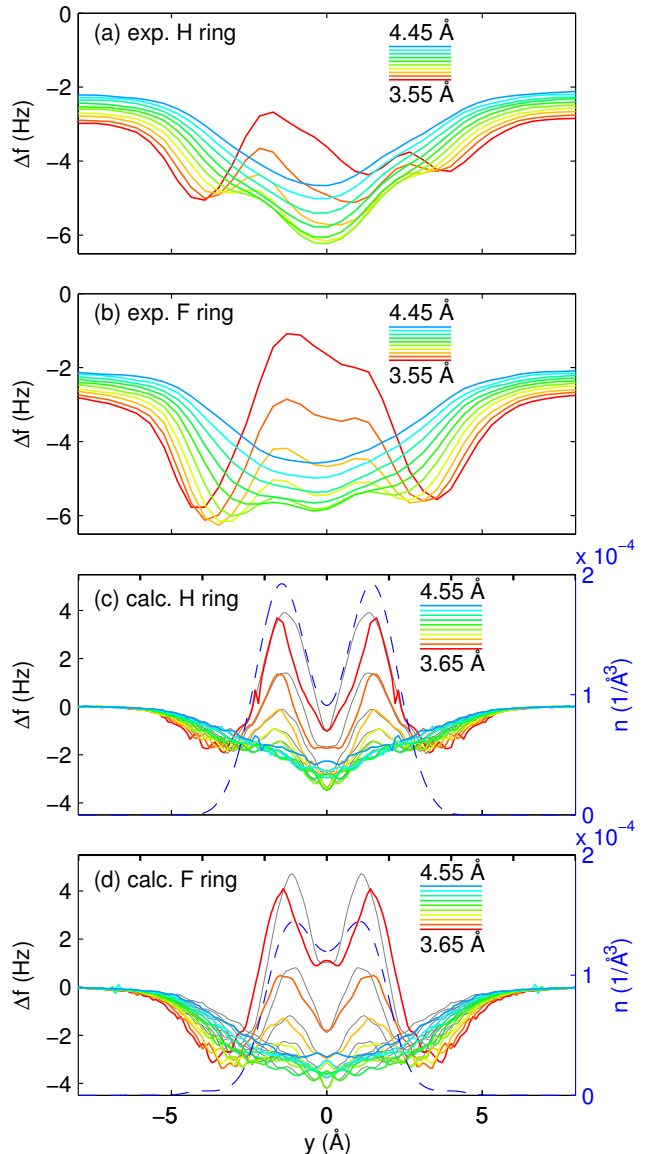 0
(a) exp. H ring
4.45 Å
3.55 Å
−2
−4
−6
Δf (Hz)
0
(b) exp. F ring
4.45 Å
3.55 Å
−2
−4
−6
Δf (Hz)
x 10⁻⁴
2
(c) calc. H ring
4.55 Å
3.65 Å
4
2
0
−2
−4
Δf (Hz)
1
0
n (1/Å³)
x 10⁻⁴
2
(d) calc. F ring
4.55 Å
3.65 Å
4
2
0
−2
−4
Δf (Hz)
1
0
n (1/Å³)
−5 0 5
y (Å)